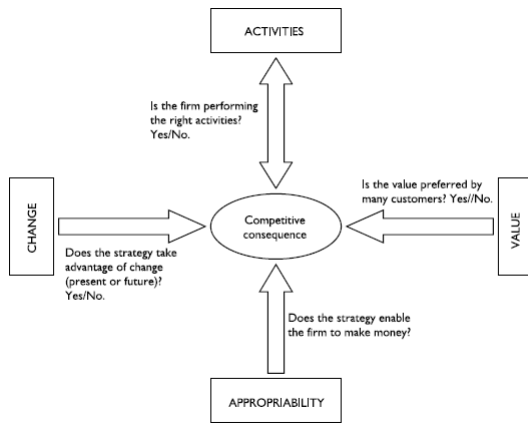 ACTIVITIES
Is the firm performing
the right activities?
Yes/No.
Is the value preferred by
many customers? Yes//No.
CHANGE
Competitive
consequence
VALUE
Does the strategy take
advantage of change
(present or future)?
Yes/No.
Does the strategy enable
the firm to make money?
APPROPRIABILITY